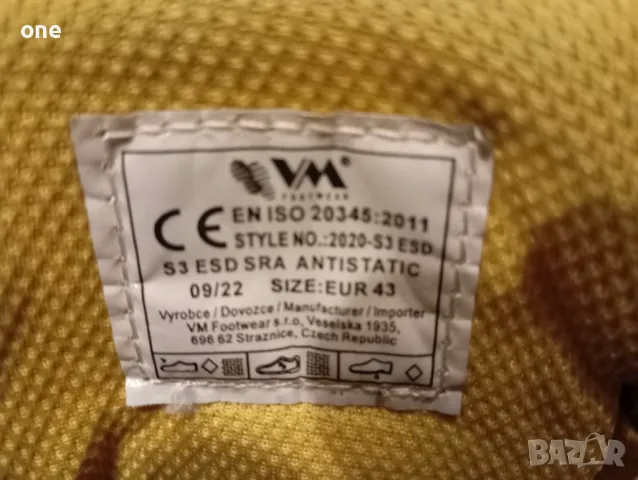 one
VM®
FOOTWEAR
CE EN ISO 20345:2011
STYLE NO.:2020-S3 ESD
S3 ESD SRA ANTISTATIC
09/22 SIZE:EUR 43
Vyrobce / Dovozce / Manufacturer / Importer
VM Footwear s.r.o, Veselska 1935,
696 62 Straznice, Czech Republic
BAZAR